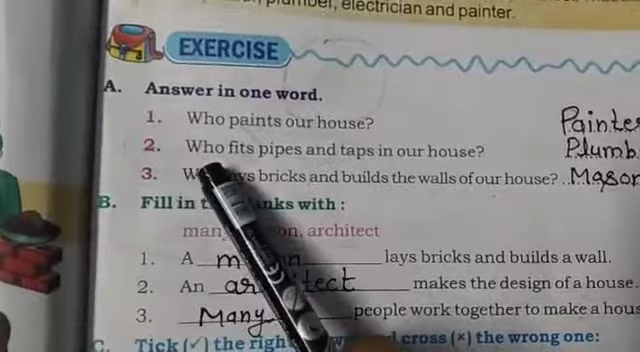 electrician and painter.
EXERCISE
A. Answer in one word.
1. Who paints our house? Painte
2. Who fits pipes and taps in our house? Plumb
3. bricks and builds the walls of our house? Mason
B. Fill in with :
many architect
1. A lays bricks and builds a wall.
2. An makes the design of a house.
3. Many people work together to make a hous
C. Tick (✓) the right cross (×) the wrong one: